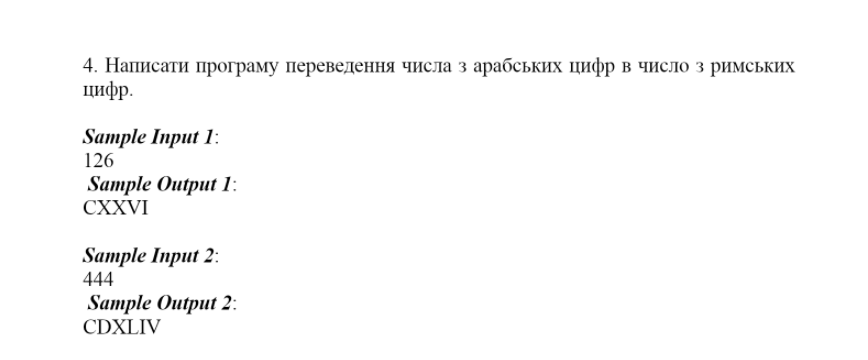 4. Написати програму переведення числа з арабських цифр в число з римських
цифр.
Sample Input 1:
126
Sample Output 1:
CXXVI
Sample Input 2:
444
Sample Output 2:
CDXLIV